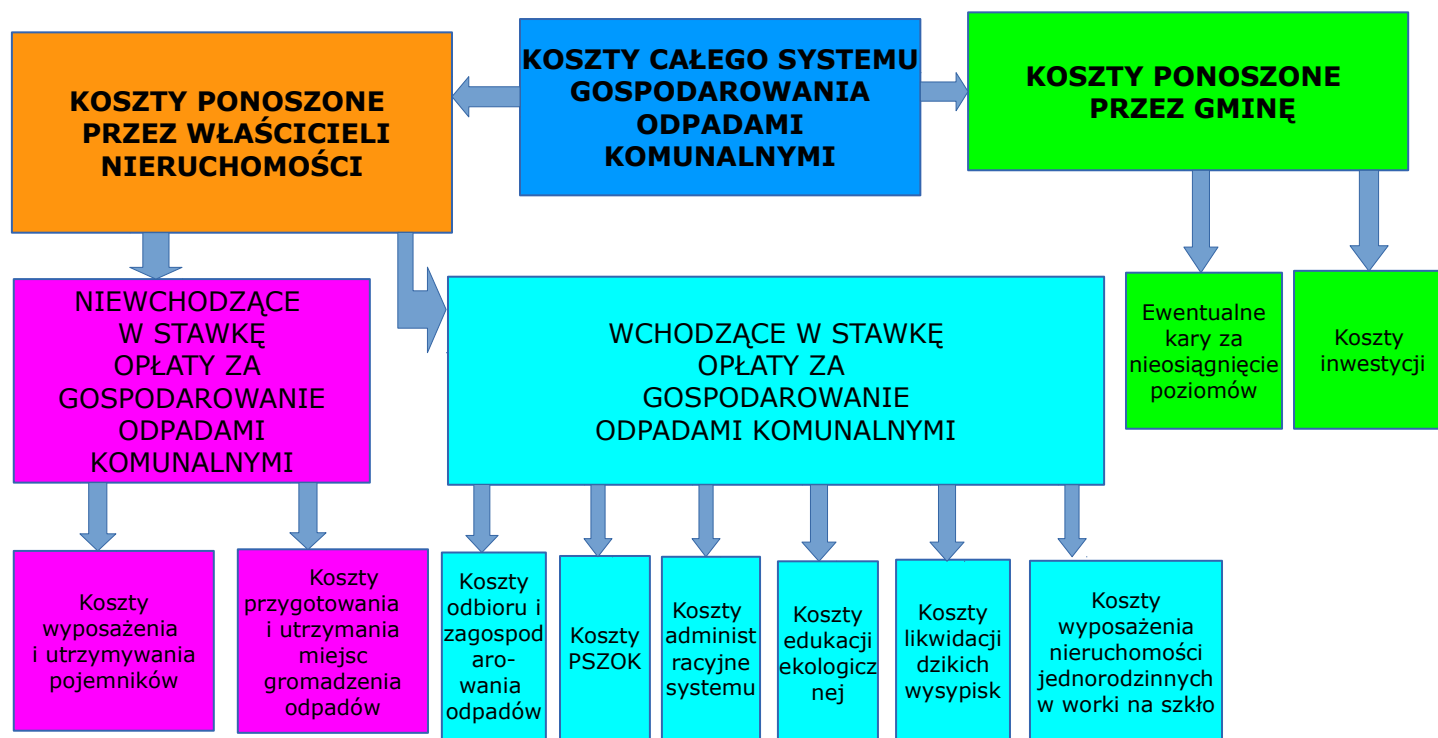 KOSZTY PONOSZONE
PRZEZ WŁAŚCICIELI
NIERUCHOMOŚCI
KOSZTY CAŁEGO SYSTEMU
GOSPODAROWANIA
ODPADAMI
KOMUNALNYMI
KOSZTY PONOSZONE
PRZEZ GMINĘ
NIEWCHODZĄCE
W STAWKĘ
OPŁATY ZA
GOSPODAROWANIE
ODPADAMI
KOMUNALNYMI
WCHODZĄCE W STAWKĘ
OPŁATY ZA
GOSPODAROWANIE
ODPADAMI KOMUNALNYMI
Ewentualne
kary za
nieosiągnięcie
poziomów
Koszty
inwestycji
Koszty
wyposażenia
i utrzymywania
pojemników
Koszty
przygotowania
i utrzymania
miejsc
gromadzenia
odpadów
Koszty
odbioru i
zagospod
aro-
wania
odpadów
Koszty
PSZOK
Koszty
administ
racyjne
systemu
Koszty
edukacji
ekologicz
nej
Koszty
likwidacji
dzikich
wysypisk
Koszty
wyposażenia
nieruchomości
jednorodzinnych
w worki na szkło